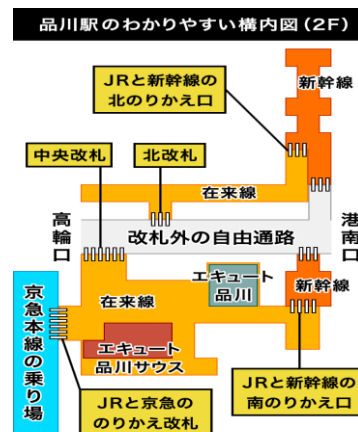 品川駅のわかりやすい構内図(2F)
JRと新幹線の
北のりかえ口
新幹線
中央改札
北改札
在来線
高輪口
改札外の自由通路
港南口
エキュート
品川
新幹線
京急本線の乗り場
在来線
エキュート
品川サウス
JRと京急の
のりかえ改札
JRと新幹線の
南のりかえ口